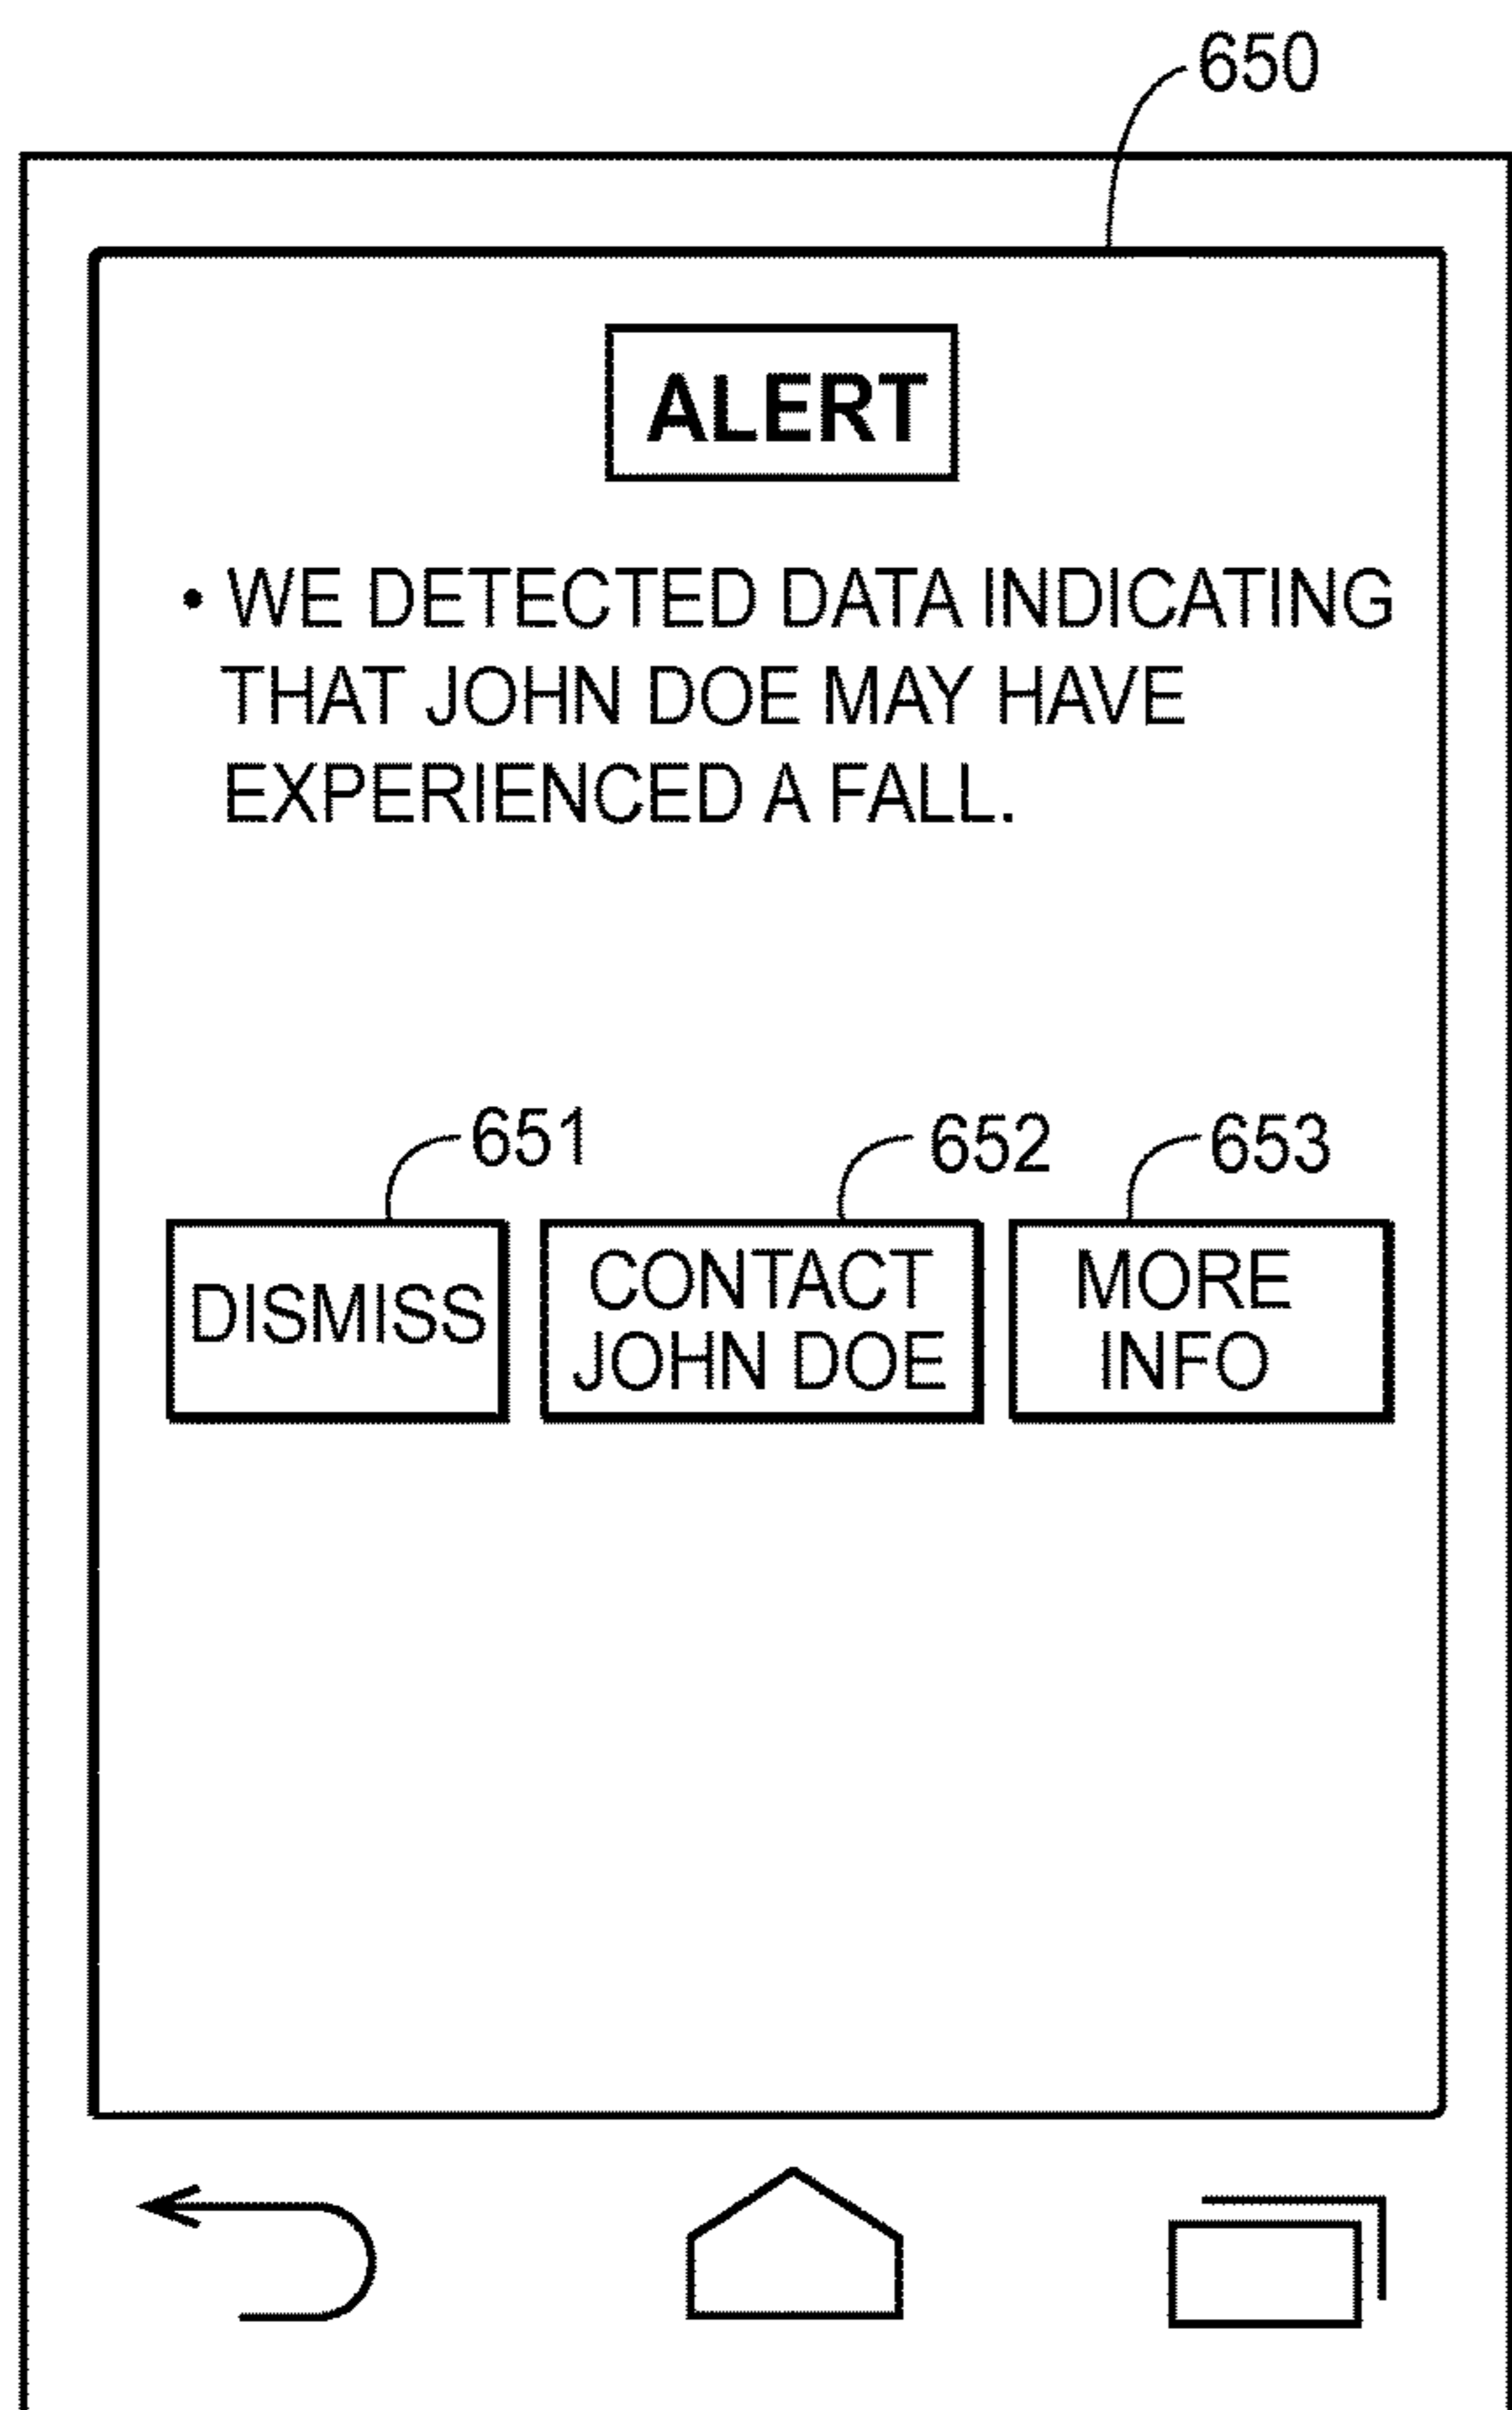 650
ALERT
• WE DETECTED DATA INDICATING
THAT JOHN DOE MAY HAVE
EXPERIENCED A FALL.
651
652
653
DISMISS
CONTACT
JOHN DOE
MORE
INFO